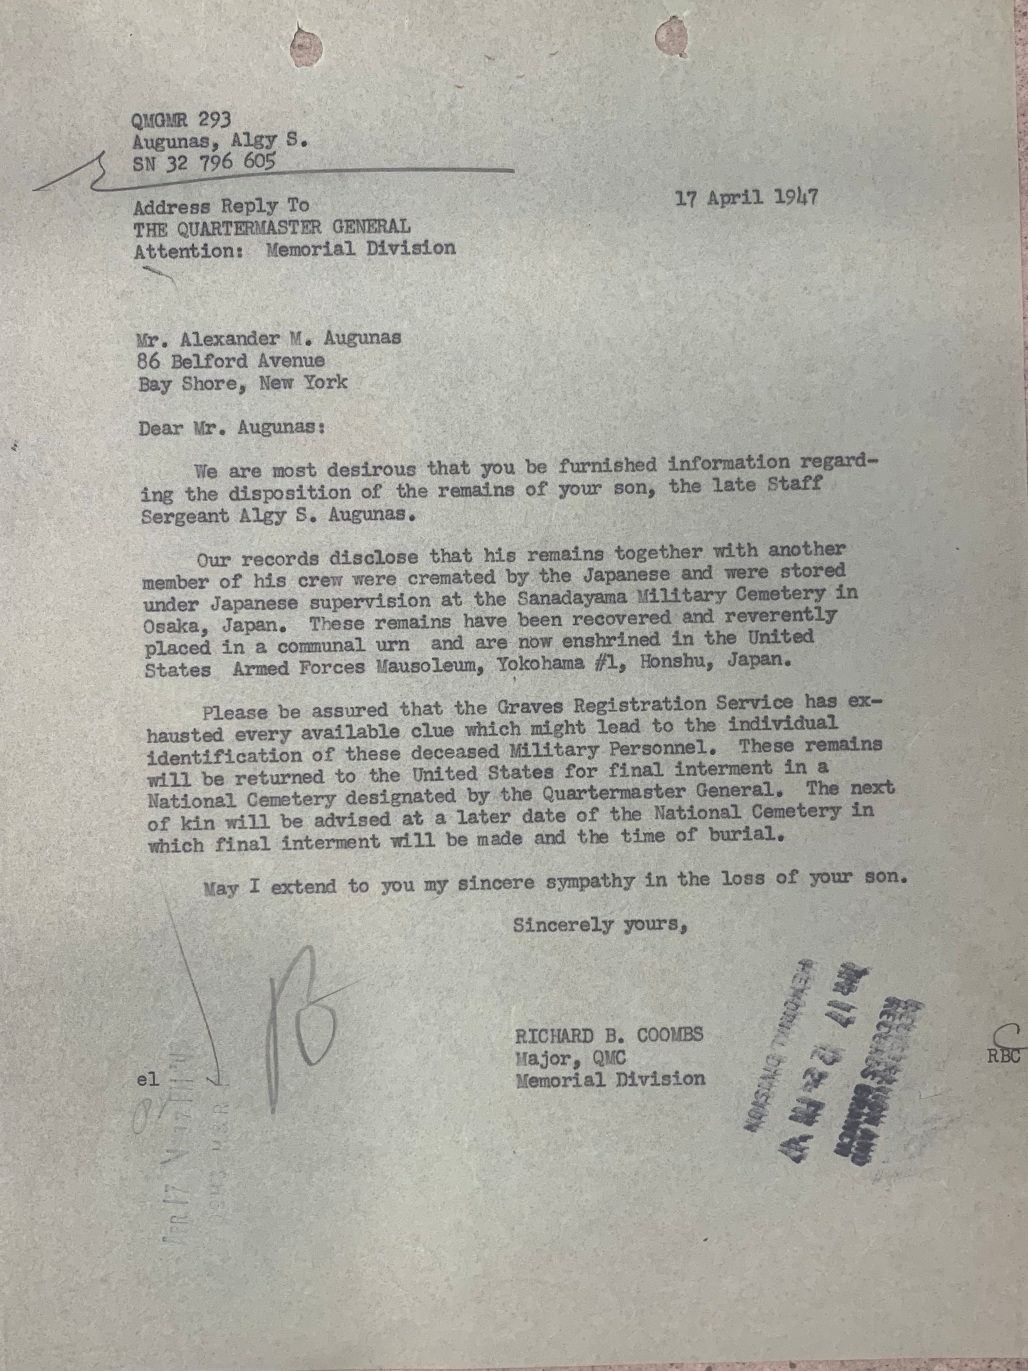 QMGMR 293
Augunas, Algy S.
SN 32 796 605
Address Reply To
THE QUARTERMASTER GENERAL
Attention: Memorial Division
17 April 1947
Mr. Alexander M. Augunas
86 Belford Avenue
Bay Shore, New York
Dear Mr. Augunas:
We are most desirous that you be furnished information regard-
ing the disposition of the remains of your son, the late Staff
Sergeant Algy S. Augunas.
Our records disclose that his remains together with another
member of his crew were cremated by the Japanese and were stored
under Japanese supervision at the Sanadayama Military Cemetery in
Osaka, Japan. These remains have been recovered and reverently
placed in a communal urn and are now enshrined in the United
States Armed Forces Mausoleum, Yokohama #1, Honshu, Japan.
Please be assured that the Graves Registration Service has ex-
hausted every available clue which might lead to the individual
identification of these deceased Military Personnel. These remains
will be returned to the United States for final interment in a
National Cemetery designated by the Quartermaster General. The next
of kin will be advised at a later date of the National Cemetery in
which final interment will be made and the time of burial.
May I extend to you my sincere sympathy in the loss of your son.
Sincerely yours,
RICHARD B. COOMBS
Major, QMC
Memorial Division
RBC
el
MEMORIAL DIVISION
APR 17
BRANCH
APR 17